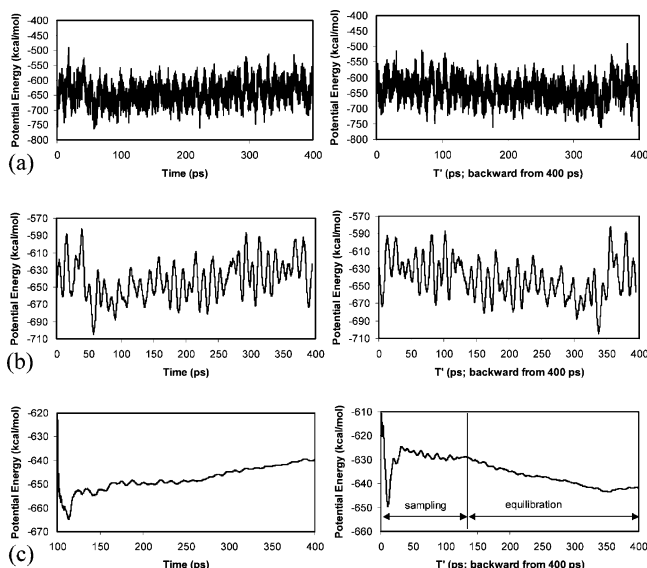 Potential Energy (kcal/mol)
-400
-450
-500
-550
-600
-650
-700
-750
-800
0 100 200 300 400
Time (ps)
(a)
Potential Energy (kcal/mol)
-400
-450
-500
-550
-600
-650
-700
-750
-800
0 100 200 300 400
T' (ps; backward from 400 ps)
Potential Energy (kcal/mol)
-570
-590
-610
-630
-650
-670
-690
-710
0 50 100 150 200 250 300 350 400
Time (ps)
(b)
Potential Energy (kcal/mol)
-570
-590
-610
-630
-650
-670
-690
-710
0 50 100 150 200 250 300 350 400
T' (ps; backward from 400 ps)
Potential Energy (kcal/mol)
-620
-630
-640
-650
-660
-670
100 150 200 250 300 350 400
Time (ps)
(c)
Potential Energy (kcal/mol)
-610
-620
-630
-640
-650
-660
sampling
equilibration
0 50 100 150 200 250 300 350 400
T' (ps; backward from 400 ps)